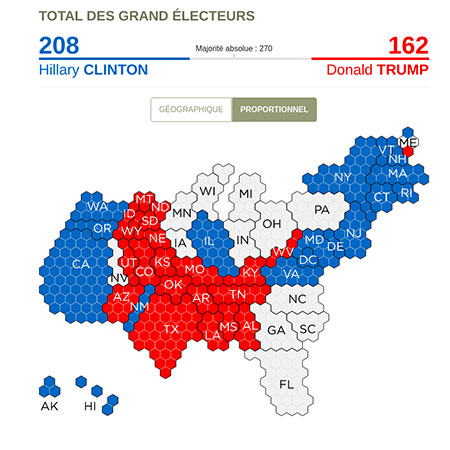 TOTAL DES GRAND ÉLECTEURS
208
162
Majorité absolue : 270
Hillary CLINTON
Donald TRUMP
GÉOGRAPHIQUE
PROPORTIONNEL
ME
VT
NH
NY
MA
WI
MI
CT
RI
MT
WA
ID
ND
MN
PA
SD
OH
NJ
OR
WY
NE
IA
IL
IN
MD
DE
WV
CA
UT
KS
DC
NV
CO
MO
KY
VA
OK
AZ
NM
AR
TN
NC
TX
MS
AL
GA
SC
LA
FL
AK
HI